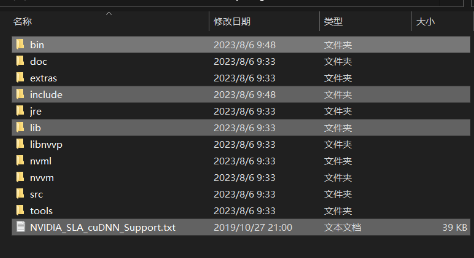 名称 修改日期 类型 大小
bin 2023/8/6 9:48 文件夹
doc 2023/8/6 9:33 文件夹
extras 2023/8/6 9:33 文件夹
include 2023/8/6 9:48 文件夹
jre 2023/8/6 9:33 文件夹
lib 2023/8/6 9:33 文件夹
libnvvp 2023/8/6 9:33 文件夹
nvml 2023/8/6 9:33 文件夹
nvvm 2023/8/6 9:33 文件夹
src 2023/8/6 9:33 文件夹
tools 2023/8/6 9:33 文件夹
NVIDIA_SLA_cuDNN_Support.txt 2019/10/27 21:00 文本文档 39 KB